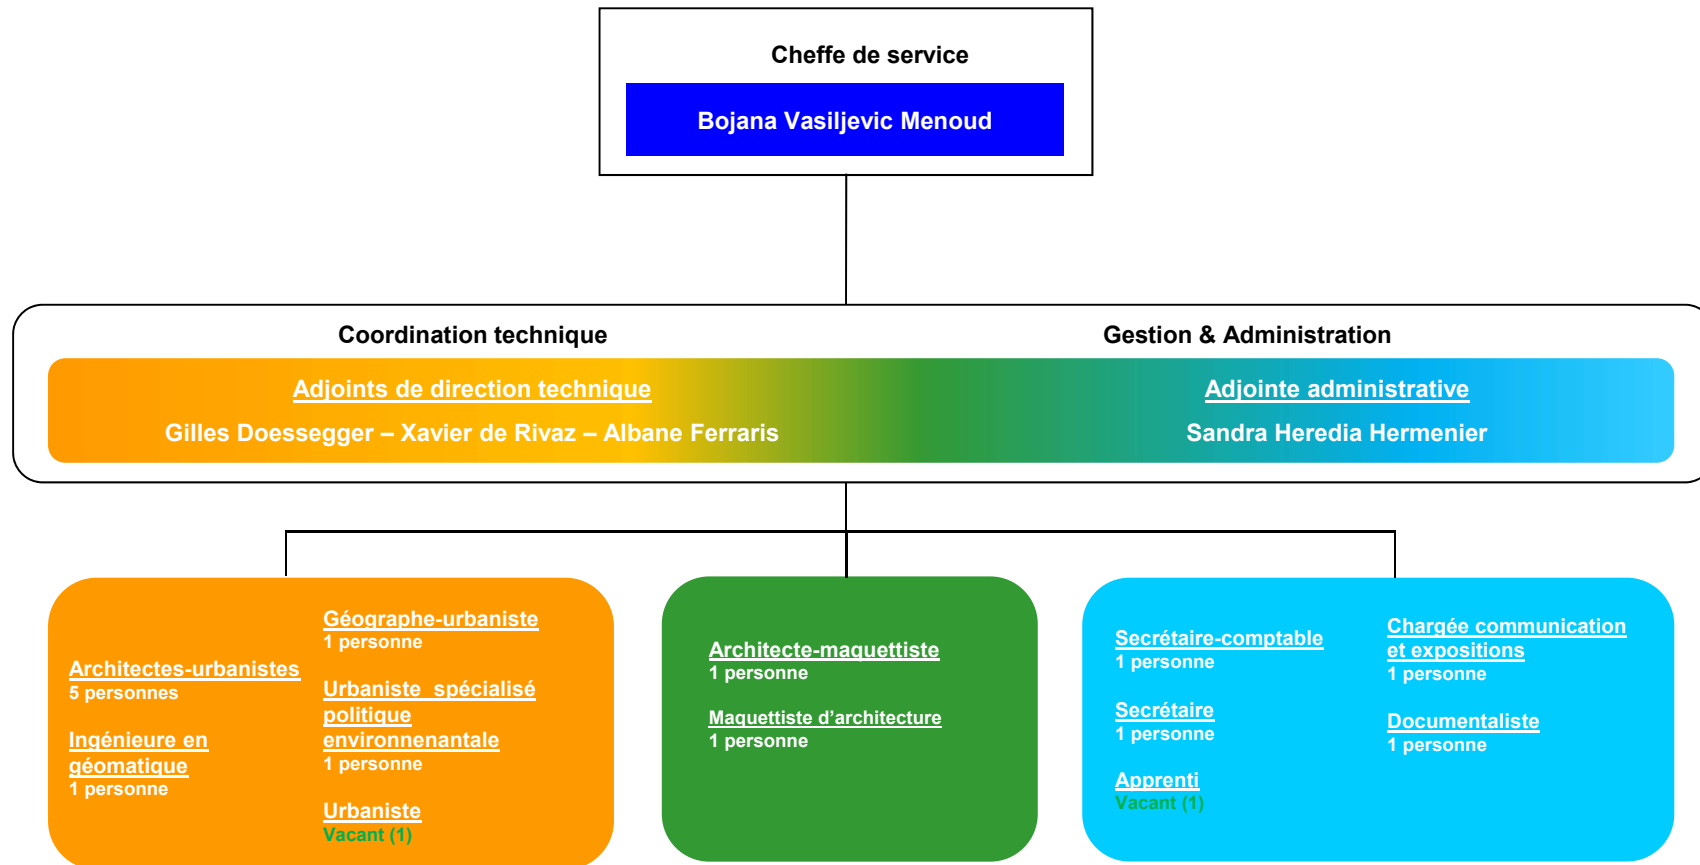 Cheffe de service
Bojana Vasiljevic Menoud
Coordination technique
Gestion & Administration
Adjoints de direction technique
Gilles Doessegger – Xavier de Rivaz – Albane Ferraris
Adjointe administrative
Sandra Heredia Hermenier
Architectes-urbanistes
5 personnes
Ingénieure en
géomatique
1 personne
Géographe-urbaniste
1 personne
Urbaniste  spécialisé
politique
environnenantale
1 personne
Urbaniste
Vacant (1)
Architecte-maquettiste
1 personne
Maquettiste d’architecture
1 personne
Secrétaire-comptable
1 personne
Secrétaire
1 personne
Apprenti
Vacant (1)
Chargée communication
et expositions
1 personne
Documentaliste
1 personne